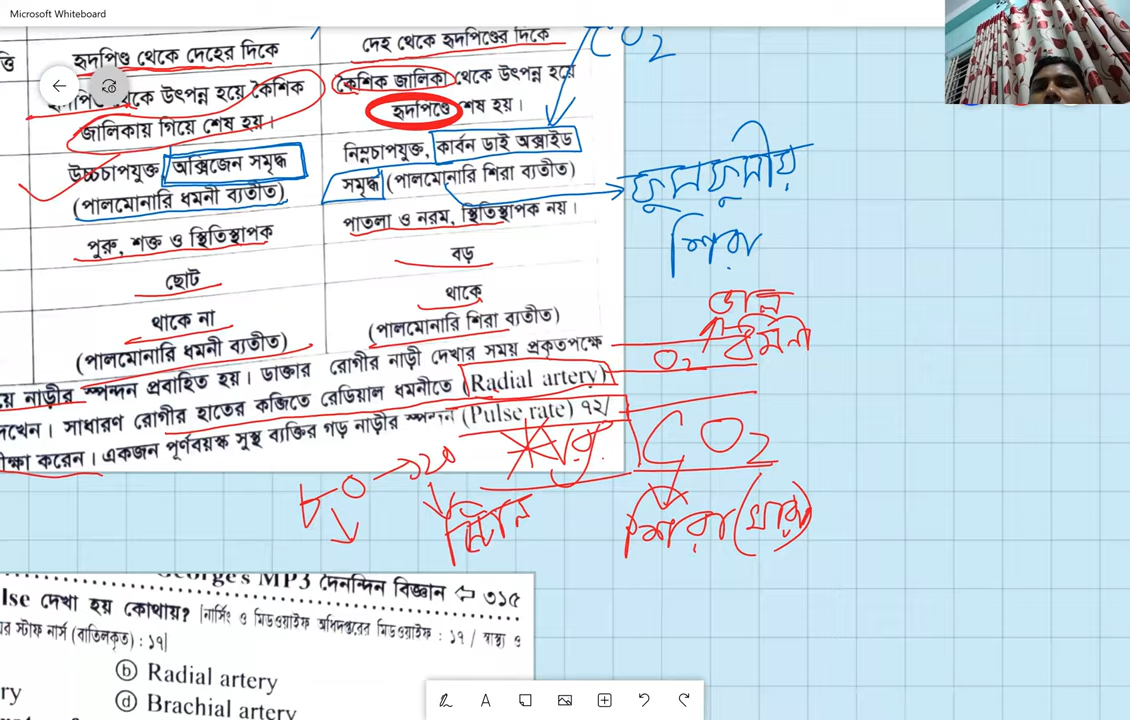 Microsoft Whiteboard
ত্তি
হৃদপিণ্ড থেকে দেহের দিকে
দেহ থেকে হৃদপিণ্ডের দিকে
CO2
থেকে উৎপন্ন হয়ে কৈশিক
জালিকায় গিয়ে শেষ হয়।
কৈশিক জালিকা থেকে উৎপন্ন হয়ে
হৃদপিণ্ডে শেষ হয়।
উচ্চচাপযুক্ত, অক্সিজেন সমৃদ্ধ
(পালমোনারি ধমনী ব্যতীত)
নিম্নচাপযুক্ত, কার্বন ডাই অক্সাইড
সমৃদ্ধ (পালমোনারি শিরা ব্যতীত)
ফুসফুসীয়
শিরা
পুরু, শক্ত ও স্থিতিস্থাপক
পাতলা ও নরম, স্থিতিস্থাপক নয়।
ছোট
বড়
থাকে না
(পালমোনারি ধমনী ব্যতীত)
থাকে
(পালমোনারি শিরা ব্যতীত)
ভাল
O2 ধমনী
য়ে নাড়ীর স্পন্দন প্রবাহিত হয়। ডাক্তার রোগীর নাড়ী দেখার সময় প্রকৃতপক্ষে
দেখেন। সাধারণ রোগীর হাতের কজিতে রেডিয়াল ধমনীতে (Radial artery)
ক্ষা করেন। একজন পূর্ণবয়স্ক সুস্থ ব্যক্তির গড় নাড়ীর স্পন্দন (Pulse rate) ৭২/
CO2
শিরা (খারাপ)
George's MP3 দৈনন্দিন বিজ্ঞান ⇦ ৩১৫
lse দেখা হয় কোথায়? [নার্সিং ও মিডওয়াইফ অধিদপ্তরের মিডওয়াইফ : ১৭ / স্বাস্থ্য ও
র স্টাফ নার্স (বাতিলকৃত) : ১৭]
ry
ⓑ Radial artery
ⓓ Brachial artery